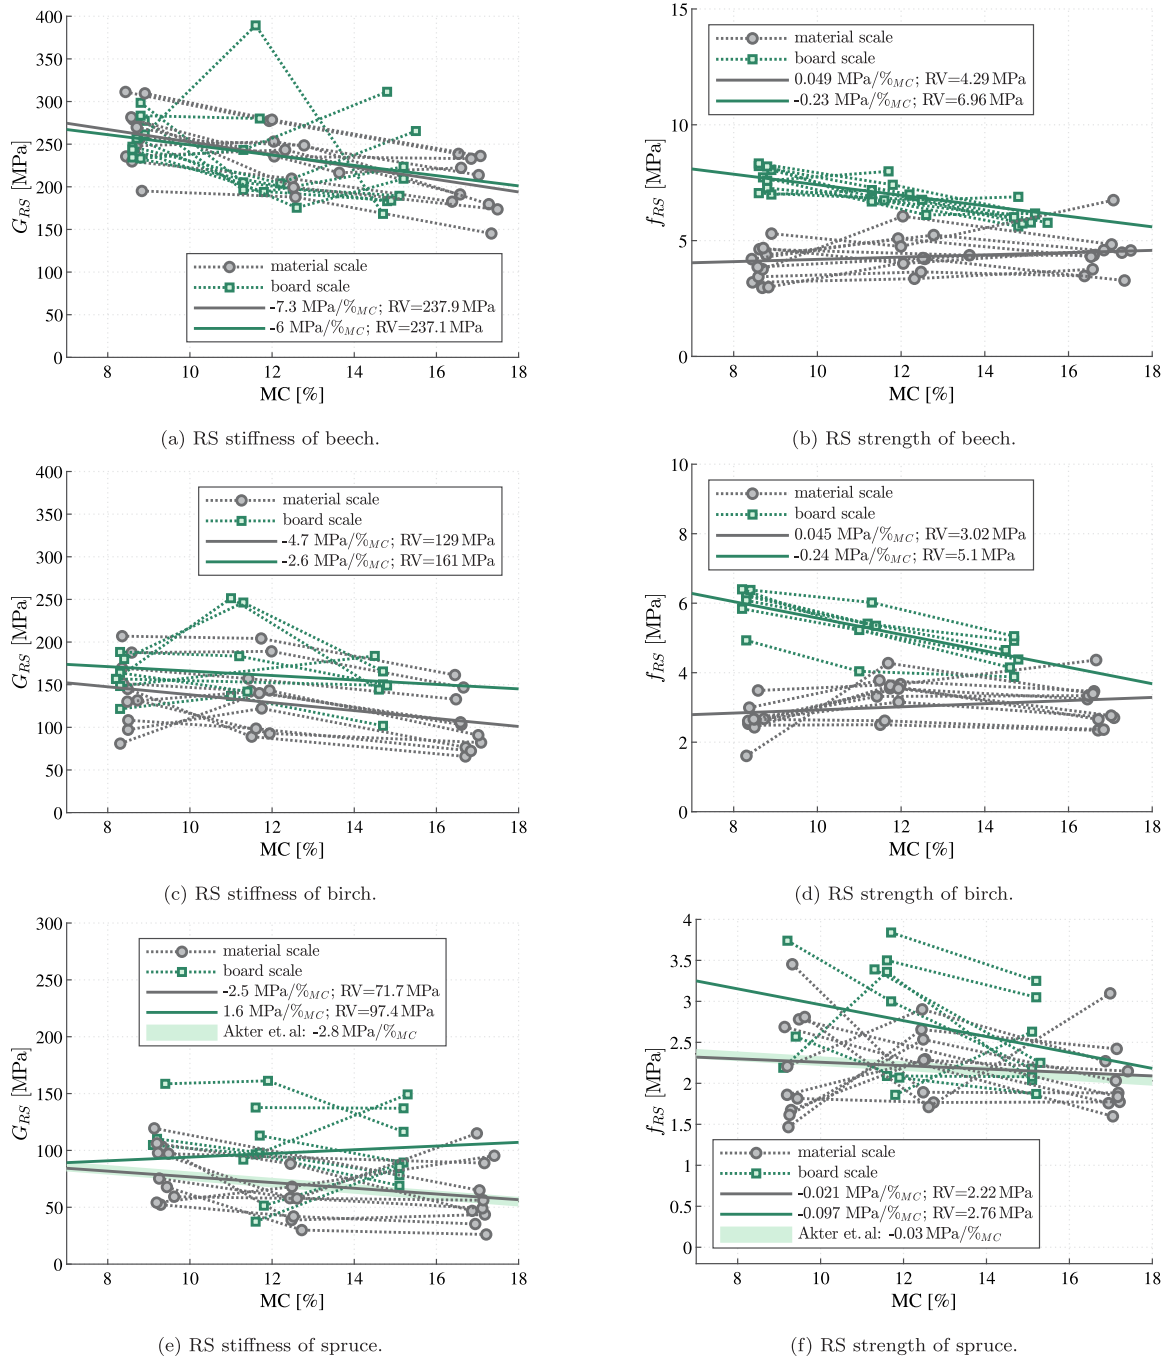 400
350
300
250
200
150
100
50
0
G_RS [MPa]
material scale
board scale
-7.3 MPa/%_MC; RV=237.9 MPa
-6 MPa/%_MC; RV=237.1 MPa
8 10 12 14 16 18
MC [%]
(a) RS stiffness of beech.
15
10
5
0
f_RS [MPa]
material scale
board scale
0.049 MPa/%_MC; RV=4.29 MPa
-0.23 MPa/%_MC; RV=6.96 MPa
8 10 12 14 16 18
MC [%]
(b) RS strength of beech.
400
350
300
250
200
150
100
50
0
G_RS [MPa]
material scale
board scale
-4.7 MPa/%_MC; RV=129 MPa
-2.6 MPa/%_MC; RV=161 MPa
8 10 12 14 16 18
MC [%]
(c) RS stiffness of birch.
10
8
6
4
2
0
f_RS [MPa]
material scale
board scale
0.045 MPa/%_MC; RV=3.02 MPa
-0.24 MPa/%_MC; RV=5.1 MPa
8 10 12 14 16 18
MC [%]
(d) RS strength of birch.
300
250
200
150
100
50
0
G_RS [MPa]
material scale
board scale
-2.5 MPa/%_MC; RV=71.7 MPa
1.6 MPa/%_MC; RV=97.4 MPa
Akter et. al: -2.8 MPa/%_MC
8 10 12 14 16 18
MC [%]
(e) RS stiffness of spruce.
4
3.5
3
2.5
2
1.5
1
0.5
0
f_RS [MPa]
material scale
board scale
-0.021 MPa/%_MC; RV=2.22 MPa
-0.097 MPa/%_MC; RV=2.76 MPa
Akter et. al: -0.03 MPa/%_MC
8 10 12 14 16 18
MC [%]
(f) RS strength of spruce.